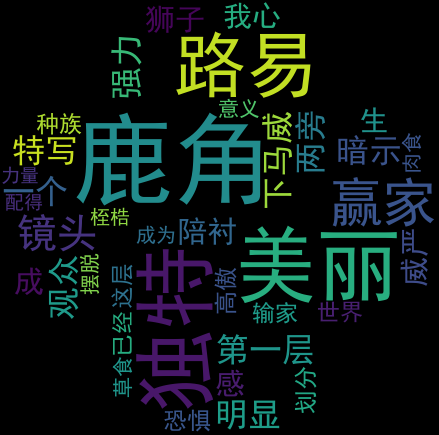 狮子
我心
强力
路易
意义
种族
鹿角
下马威
两旁
生
特写
暗示
肉食
力量
一个
配得
桎梏
赢家
镜头
成为
陪衬
美丽
威严
成
观众
摆脱
这层
独特
高傲
输家
世界
已经
草食
第一层
感
划分
恐惧
明显